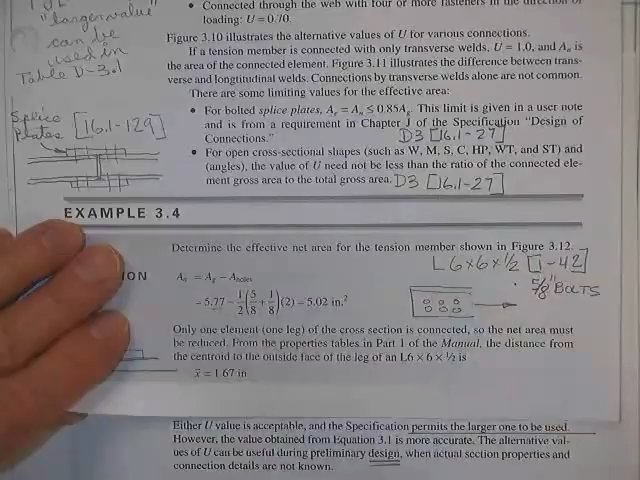 "larger value"
can be
used in
Table D-3.1
Splice
Plates [16.1-129]
• Connected through the web with four or more fasteners in the direction of
loading: U = 0.70.
Figure 3.10 illustrates the alternative values of U for various connections.
If a tension member is connected with only transverse welds, U = 1.0, and Aₙ is
the area of the connected element. Figure 3.11 illustrates the difference between trans-
verse and longitudinal welds. Connections by transverse welds alone are not common.
There are some limiting values for the effective area:
• For bolted splice plates, Aₑ = Aₙ ≤ 0.85A_g. This limit is given in a user note
and is from a requirement in Chapter J of the Specification "Design of
Connections." D3 [16.1-27]
• For open cross-sectional shapes (such as W, M, S, C, HP, WT, and ST) and
(angles), the value of U need not be less than the ratio of the connected ele-
ment gross area to the total gross area. D3 [16.1-27]
EXAMPLE 3.4
Determine the effective net area for the tension member shown in Figure 3.12.
L6×6×1/2 [1-42]
5/8" BOLTS
ION Aₙ = A_g − A_holes
= 5.77 − 1/2(5/8 + 1/8)(2) = 5.02 in.²
Only one element (one leg) of the cross section is connected, so the net area must
be reduced. From the properties tables in Part 1 of the Manual, the distance from
the centroid to the outside face of the leg of an L6 × 6 × ½ is
x̄ = 1.67 in
Either U value is acceptable, and the Specification permits the larger one to be used.
However, the value obtained from Equation 3.1 is more accurate. The alternative val-
ues of U can be useful during preliminary design, when actual section properties and
connection details are not known.